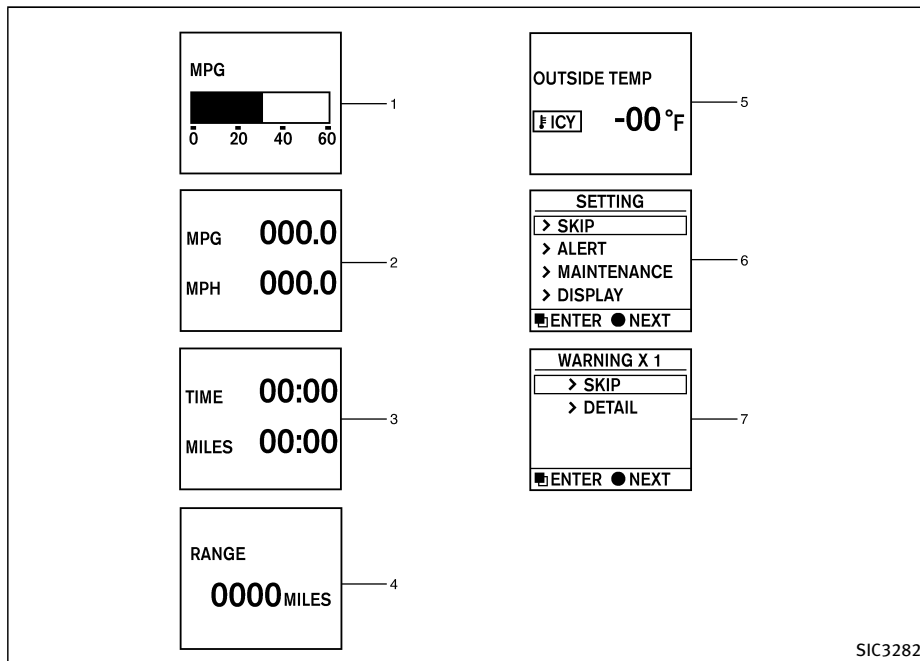 MPG
0 20 40 60
1
MPG 000.0
MPH 000.0
2
TIME 00:00
MILES 00:00
3
RANGE
0000 MILES
4
OUTSIDE TEMP
ICY -00°F
5
SETTING
> SKIP
> ALERT
> MAINTENANCE
> DISPLAY
ENTER ● NEXT
6
WARNING X 1
> SKIP
> DETAIL
ENTER ● NEXT
7
SIC3282